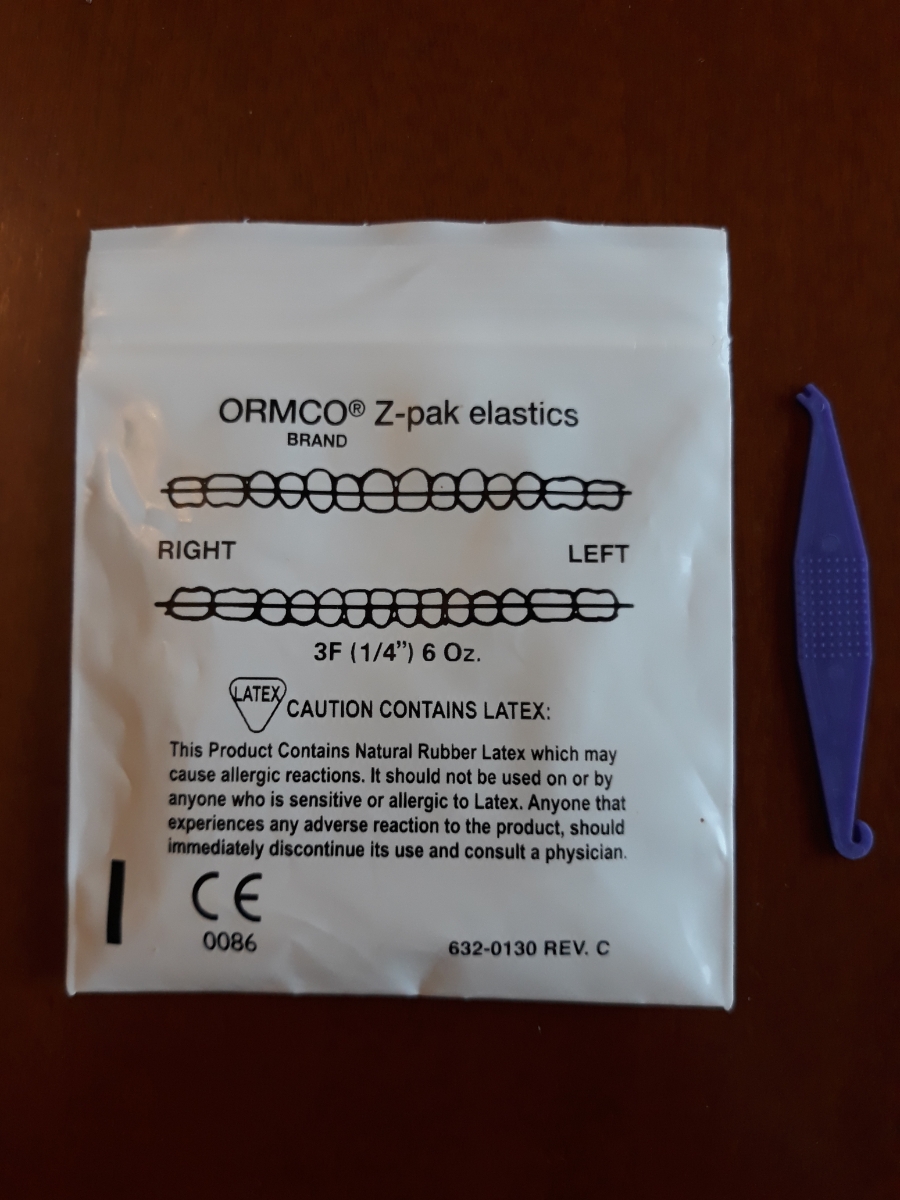 ORMCO® Z-pak elastics
BRAND
RIGHT
LEFT
3F (1/4”) 6 Oz.
LATEX
CAUTION CONTAINS LATEX:
This Product Contains Natural Rubber Latex which may
cause allergic reactions. It should not be used on or by
anyone who is sensitive or allergic to Latex. Anyone that
experiences any adverse reaction to the product, should
immediately discontinue its use and consult a physician.
CE
0086
632-0130 REV. C